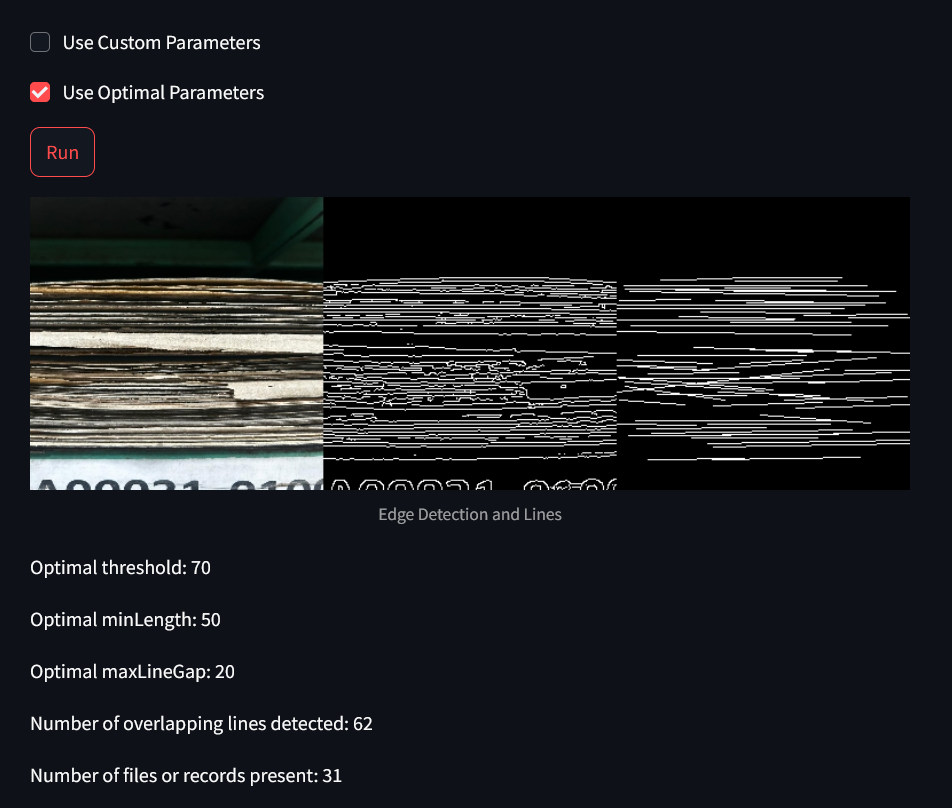 Use Custom Parameters
Use Optimal Parameters
Run
Edge Detection and Lines
Optimal threshold: 70
Optimal minLength: 50
Optimal maxLineGap: 20
Number of overlapping lines detected: 62
Number of files or records present: 31